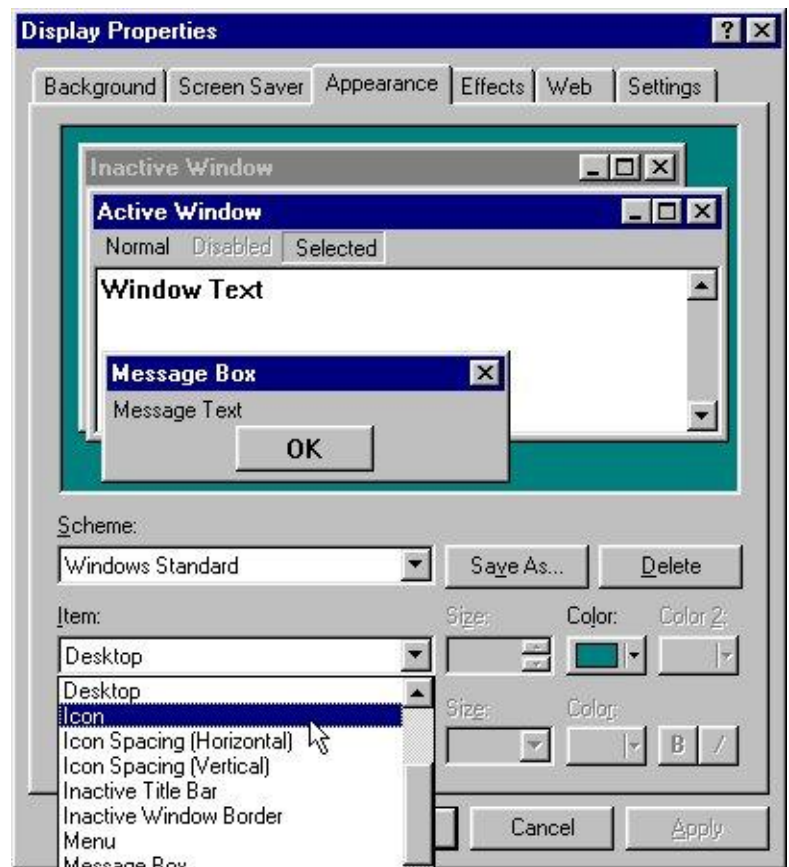 Display Properties
Background Screen Saver Appearance Effects Web Settings
Inactive Window
Active Window
Normal Disabled Selected
Window Text
Message Box
Message Text
OK
Scheme:
Windows Standard Save As... Delete
Item: Size: Color: Color 2:
Desktop
Desktop
Icon Size: Color:
Icon Spacing (Horizontal)
Icon Spacing (Vertical) B /
Inactive Title Bar
Inactive Window Border
Menu Cancel Apply
Message Box